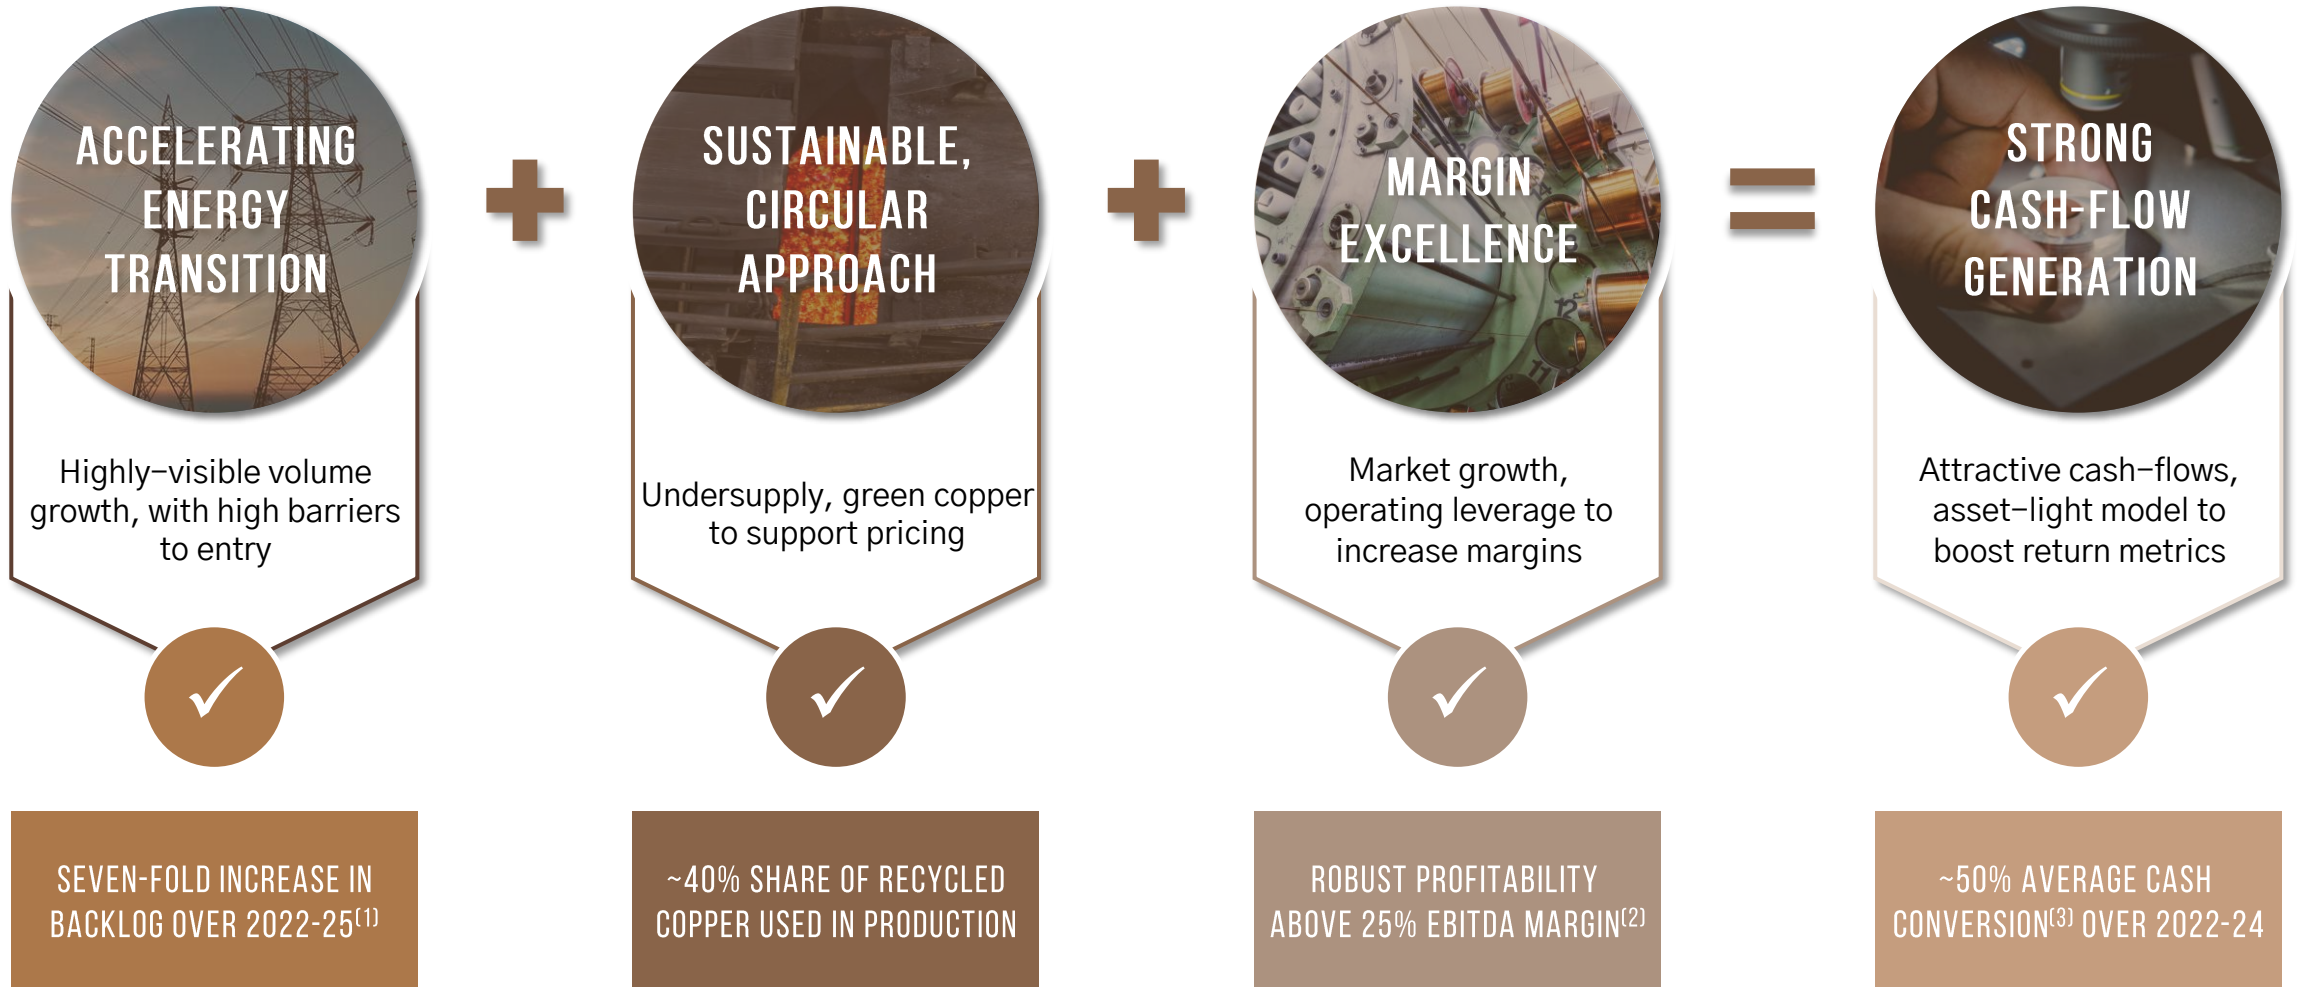 ACCELERATING
ENERGY
TRANSITION
Highly-visible volume
growth, with high barriers
to entry
SEVEN-FOLD INCREASE IN
BACKLOG OVER 2022-25(1)
SUSTAINABLE,
CIRCULAR
APPROACH
Undersupply, green copper
to support pricing
~40% SHARE OF RECYCLED
COPPER USED IN PRODUCTION
MARGIN
EXCELLENCE
12
11
Market growth,
operating leverage to
increase margins
ROBUST PROFITABILITY
ABOVE 25% EBITDA MARGIN(2)
STRONG
CASH-FLOW
GENERATION
Attractive cash-flows,
asset-light model to
boost return metrics
~50% AVERAGE CASH
CONVERSION(3) OVER 2022-24